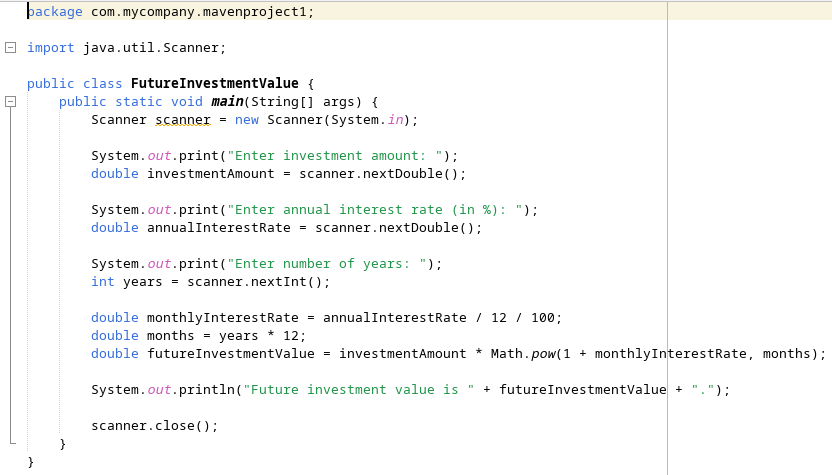 package com.mycompany.mavenproject1;
import java.util.Scanner;
public class FutureInvestmentValue {
public static void main(String[] args) {
Scanner scanner = new Scanner(System.in);
System.out.print("Enter investment amount: ");
double investmentAmount = scanner.nextDouble();
System.out.print("Enter annual interest rate (in %): ");
double annualInterestRate = scanner.nextDouble();
System.out.print("Enter number of years: ");
int years = scanner.nextInt();
double monthlyInterestRate = annualInterestRate / 12 / 100;
double months = years * 12;
double futureInvestmentValue = investmentAmount * Math.pow(1 + monthlyInterestRate, months);
System.out.println("Future investment value is " + futureInvestmentValue + ".");
scanner.close();
}
}